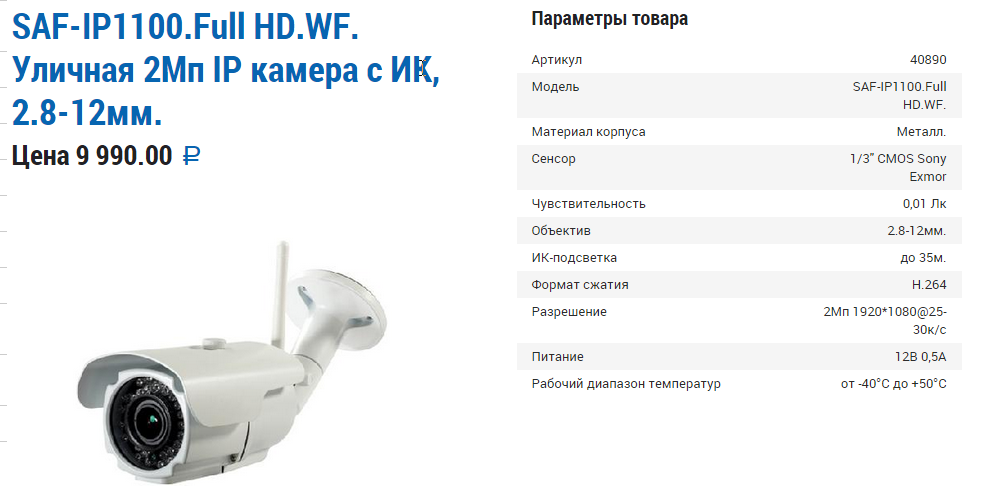 SAF-IP1100.Full HD.WF.
Уличная 2Мп IP камера с ИК,
2.8-12мм.
Цена 9 990.00 ₽
Параметры товара
Артикул 40890
Модель SAF-IP1100.Full
HD.WF.
Материал корпуса Металл.
Сенсор 1/3" CMOS Sony
Exmor
Чувствительность 0,01 Лк
Объектив 2.8-12мм.
ИК-подсветка до 35м.
Формат сжатия H.264
Разрешение 2Мп 1920*1080@25-
30к/с
Питание 12В 0,5А
Рабочий диапазон температур от -40°С до +50°С